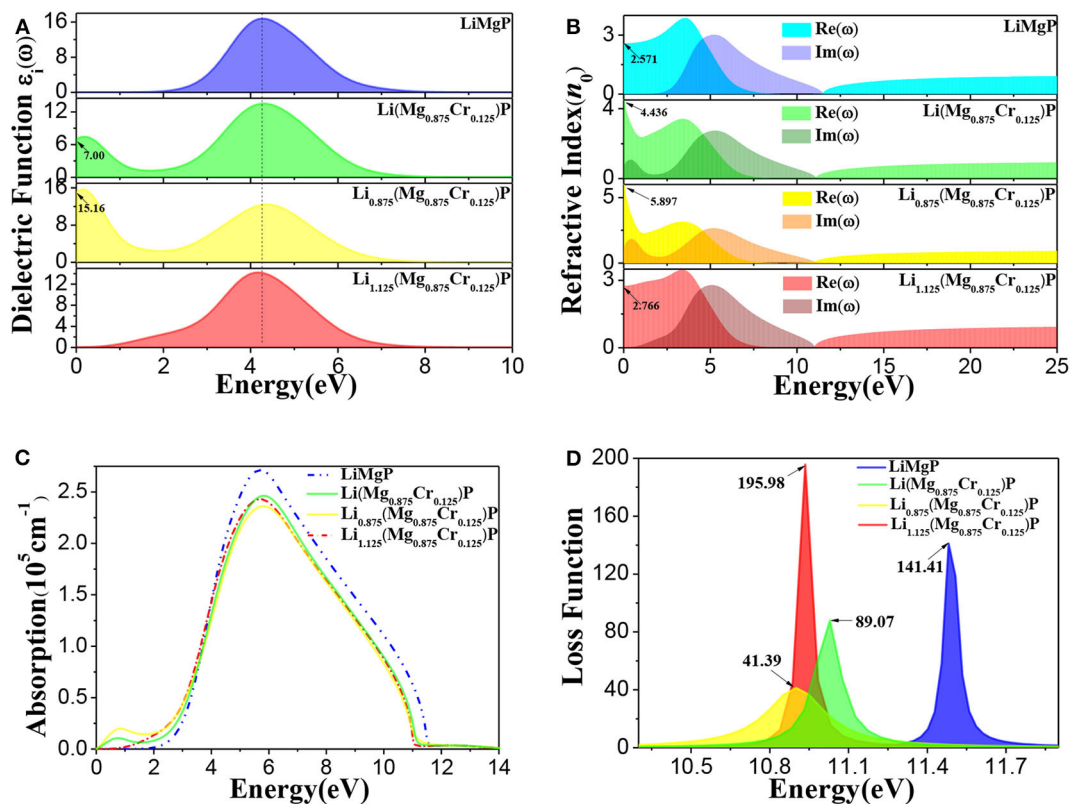 A
Dielectric Function ε_i(ω)
16
12
8
4
0
LiMgP
12
6
0
7.00
Li(Mg0.875Cr0.125)P
16
8
0
15.16
Li0.875(Mg0.875Cr0.125)P
12
8
4
0
Li1.125(Mg0.875Cr0.125)P
0 2 4 6 8 10
Energy(eV)
B
Refractive Index(n0)
3
0
2.571
Re(ω)
Im(ω)
LiMgP
4
2
0
4.436
Re(ω)
Im(ω)
Li(Mg0.875Cr0.125)P
5
0
5.897
Re(ω)
Im(ω)
Li0.875(Mg0.875Cr0.125)P
3
0
2.766
Re(ω)
Im(ω)
Li1.125(Mg0.875Cr0.125)P
0 5 10 15 20 25
Energy(eV)
C
Absorption(10^5 cm^-1)
2.5
2.0
1.5
1.0
0.5
0.0
LiMgP
Li(Mg0.875Cr0.125)P
Li0.875(Mg0.875Cr0.125)P
Li1.125(Mg0.875Cr0.125)P
0 2 4 6 8 10 12 14
Energy(eV)
D
Loss Function
200
160
120
80
40
0
LiMgP
Li(Mg0.875Cr0.125)P
Li0.875(Mg0.875Cr0.125)P
Li1.125(Mg0.875Cr0.125)P
195.98
141.41
89.07
41.39
10.5 10.8 11.1 11.4 11.7
Energy(eV)